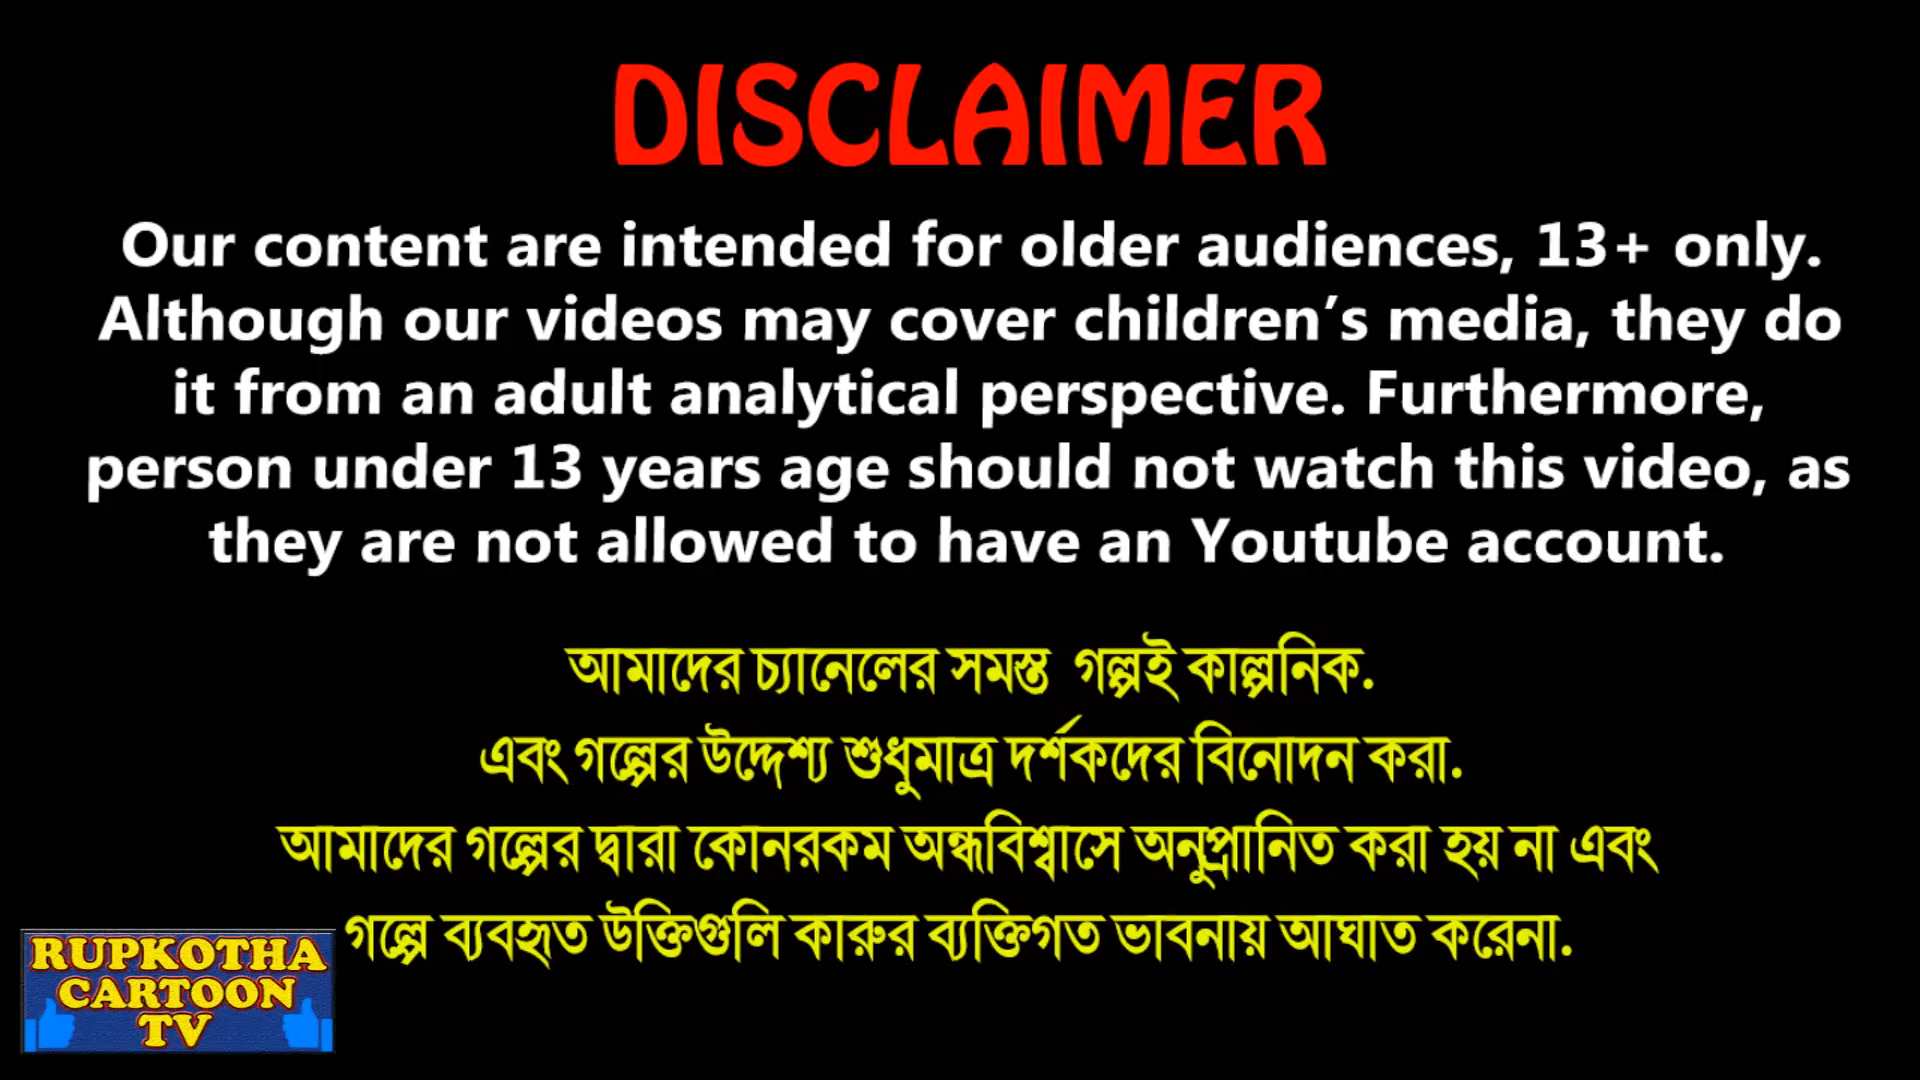 DISCLAIMER
Our content are intended for older audiences, 13+ only.
Although our videos may cover children’s media, they do
it from an adult analytical perspective. Furthermore,
person under 13 years age should not watch this video, as
they are not allowed to have an Youtube account.
আমাদের চ্যানেলের সমস্ত গল্পই কাল্পনিক.
এবং গল্পের উদ্দেশ্য শুধুমাত্র দর্শকদের বিনোদন করা.
আমাদের গল্পের দ্বারা কোনরকম অন্ধবিশ্বাসে অনুপ্রানিত করা হয় না এবং
গল্পে ব্যবহৃত উক্তিগুলি কারুর ব্যক্তিগত ভাবনায় আঘাত করেনা.
RUPKOTHA
CARTOON
TV